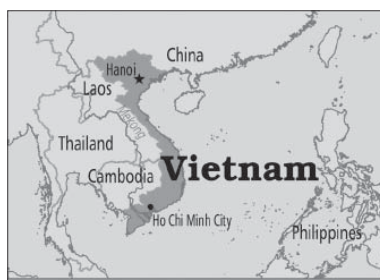 China
Hanoi
Laos
Mekong
Thailand
Vietnam
Cambodia
Ho Chi Minh City
Philippines